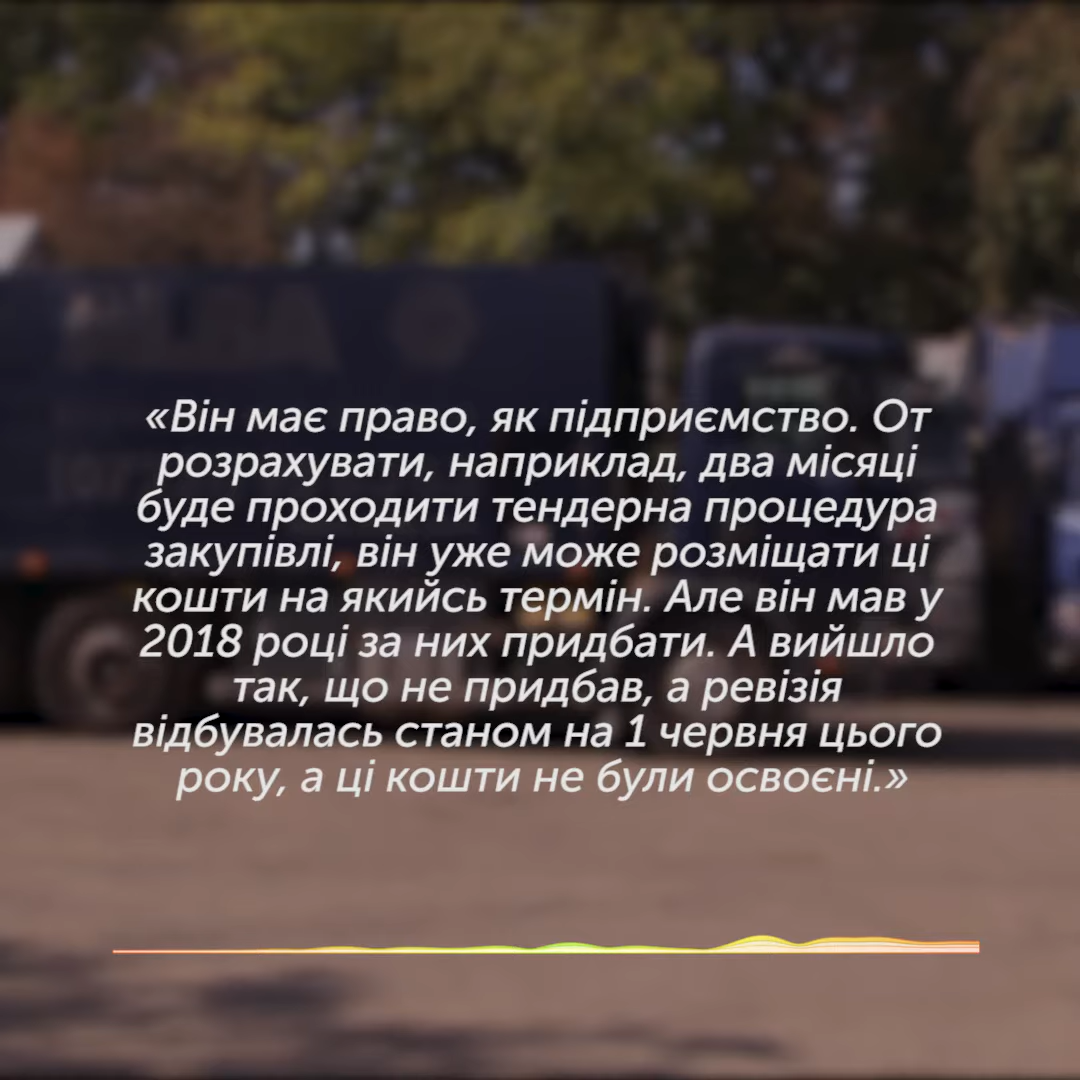 «Він має право, як підприємство. От
розрахувати, наприклад, два місяці
буде проходити тендерна процедура
закупівлі, він уже може розміщати ці
кошти на якийсь термін. Але він мав у
2018 році за них придбати. А вийшло
так, що не придбав, а ревізія
відбувалась станом на 1 червня цього
року, а ці кошти не були освоєні.»